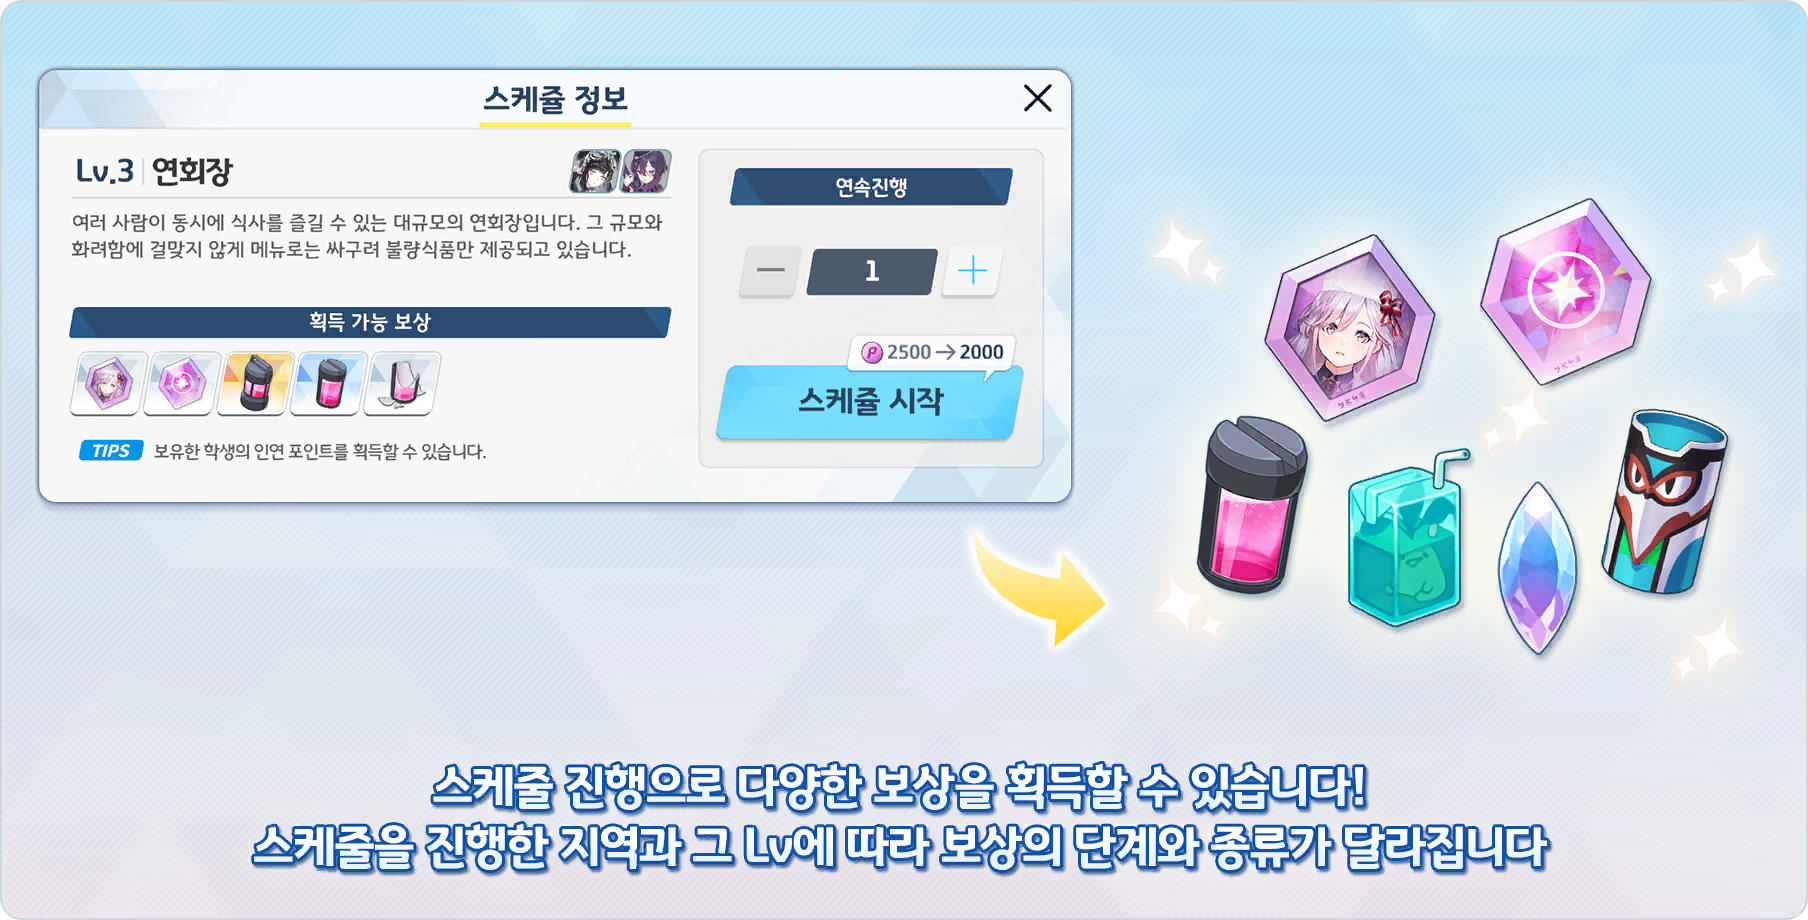 스케쥴 정보
Lv.3 연회장
여러 사람이 동시에 식사를 즐길 수 있는 대규모의 연회장입니다. 그 규모와
화려함에 걸맞지 않게 메뉴로는 싸구려 불량식품만 제공되고 있습니다.
획득 가능 보상
TIPS 보유한 학생의 인연 포인트를 획득할 수 있습니다.
연속진행
1
P 2500→2000
스케쥴 시작
스케줄 진행으로 다양한 보상을 획득할 수 있습니다!
스케줄을 진행한 지역과 그 Lv에 따라 보상의 단계와 종류가 달라집니다